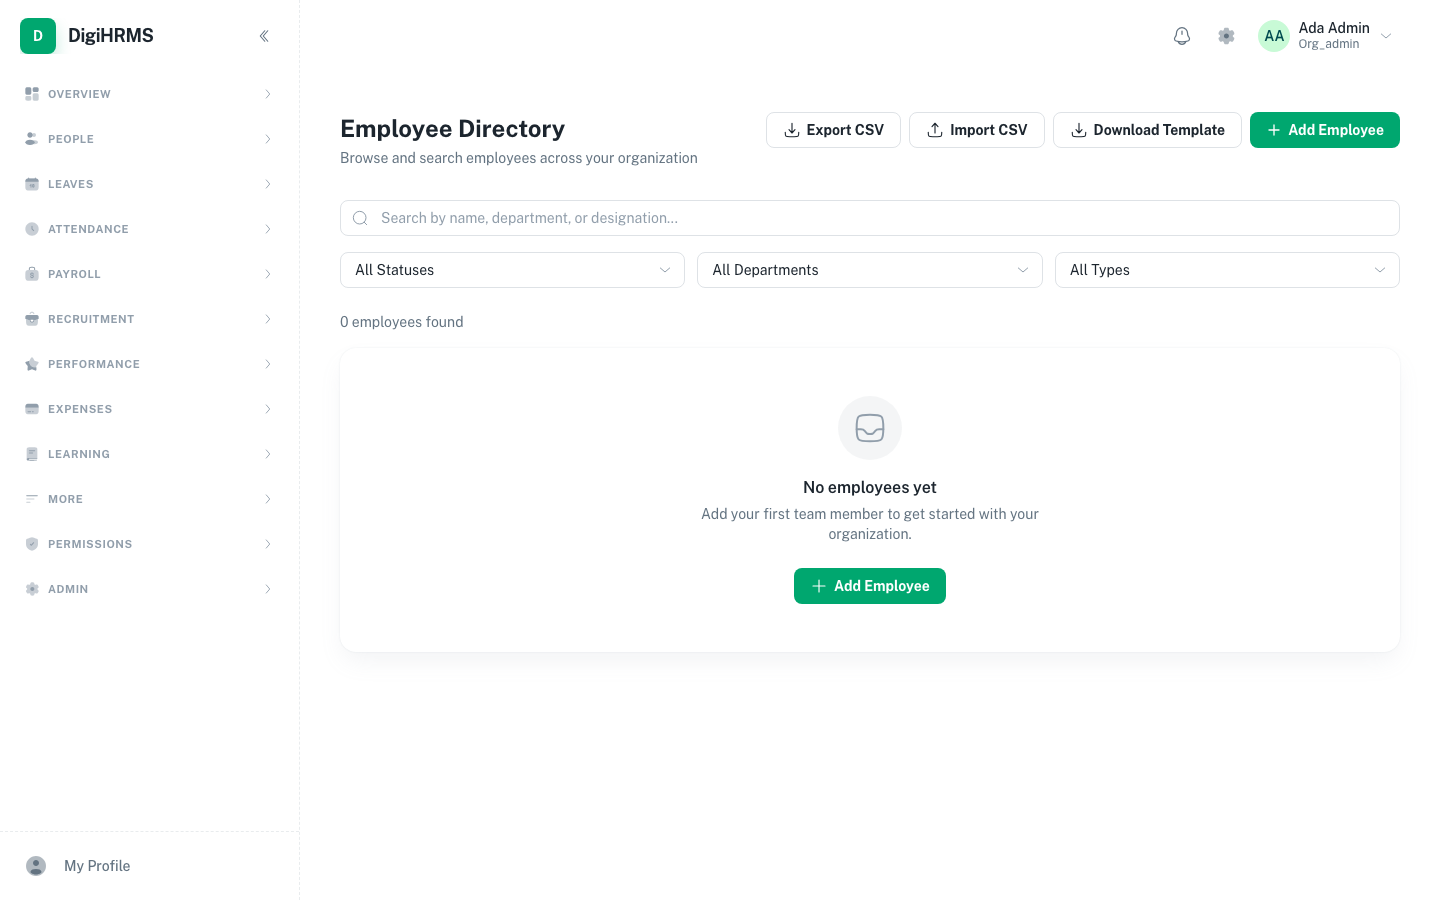 D
DigiHRMS
OVERVIEW
PEOPLE
LEAVES
ATTENDANCE
PAYROLL
RECRUITMENT
PERFORMANCE
EXPENSES
LEARNING
MORE
PERMISSIONS
ADMIN
My Profile
AA
Ada Admin
Org_admin
Employee Directory
Browse and search employees across your organization
Export CSV
Import CSV
Download Template
Add Employee
Search by name, department, or designation...
All Statuses
All Departments
All Types
0 employees found
No employees yet
Add your first team member to get started with your
organization.
Add Employee